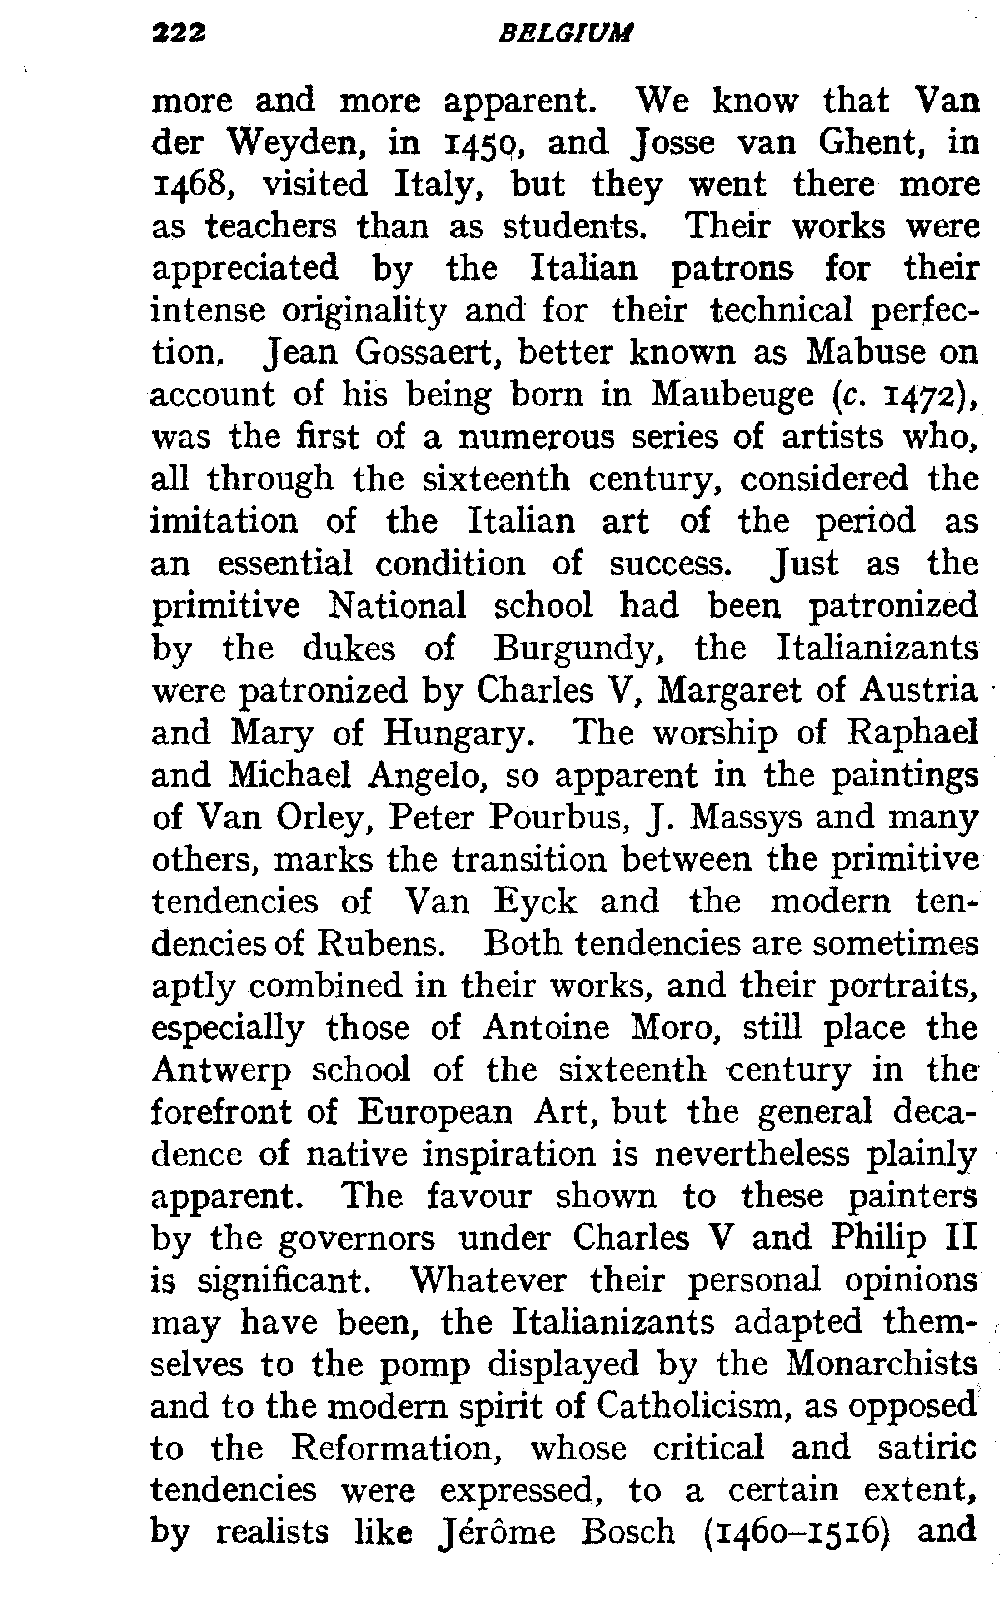 222 BELGIUM
more and more apparent. We know that Van
der Weyden, in 1450, and Josse van Ghent, in
1468, visited Italy, but they went there more
as teachers than as students. Their works were
appreciated by the Italian patrons for their
intense originality and for their technical perfec-
tion. Jean Gossaert, better known as Mabuse on
account of his being born in Maubeuge (c. 1472),
was the first of a numerous series of artists who,
all through the sixteenth century, considered the
imitation of the Italian art of the period as
an essential condition of success. Just as the
primitive National school had been patronized
by the dukes of Burgundy, the Italianizants
were patronized by Charles V, Margaret of Austria
and Mary of Hungary. The worship of Raphael
and Michael Angelo, so apparent in the paintings
of Van Orley, Peter Pourbus, J. Massys and many
others, marks the transition between the primitive
tendencies of Van Eyck and the modern ten-
dencies of Rubens. Both tendencies are sometimes
aptly combined in their works, and their portraits,
especially those of Antoine Moro, still place the
Antwerp school of the sixteenth century in the
forefront of European Art, but the general deca-
dence of native inspiration is nevertheless plainly
apparent. The favour shown to these painters
by the governors under Charles V and Philip II
is significant. Whatever their personal opinions
may have been, the Italianizants adapted them-
selves to the pomp displayed by the Monarchists
and to the modern spirit of Catholicism, as opposed
to the Reformation, whose critical and satiric
tendencies were expressed, to a certain extent,
by realists like Jérôme Bosch (1460–1516) and